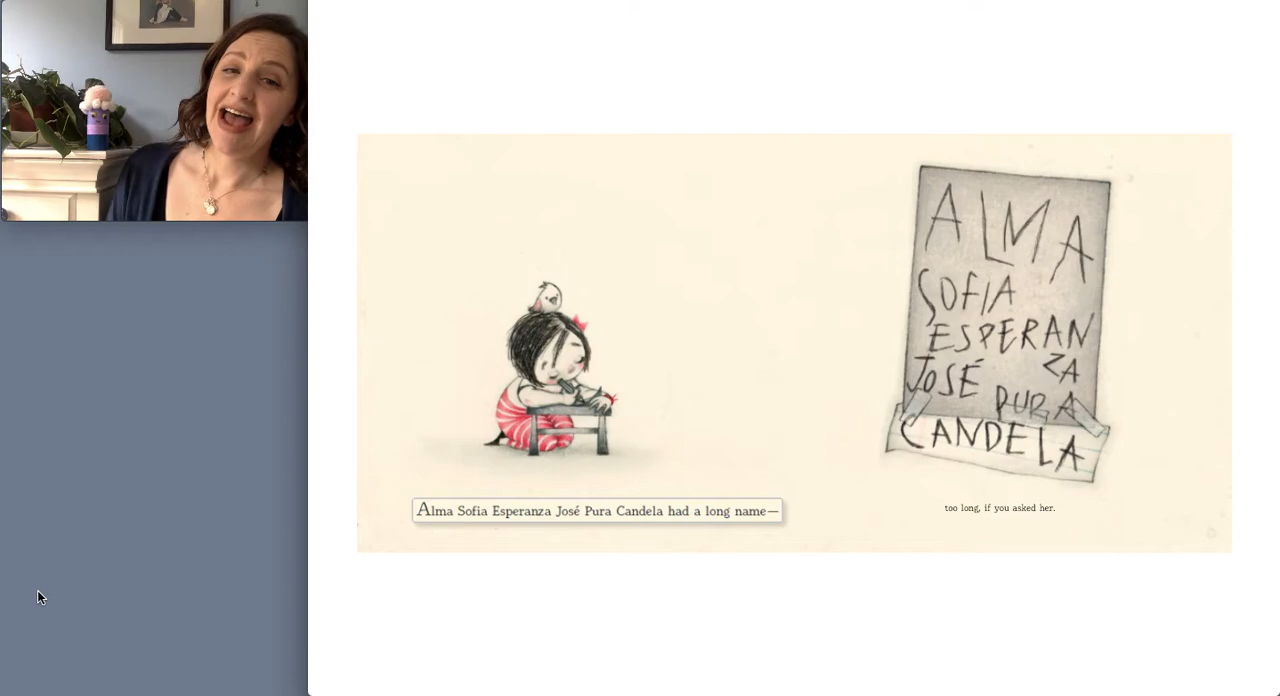 Alma Sofia Esperanza José Pura Candela had a long name—
ALMA
SOFIA
ESPERAN
ZA
JOSÉ
PURA
CANDELA
too long, if you asked her.